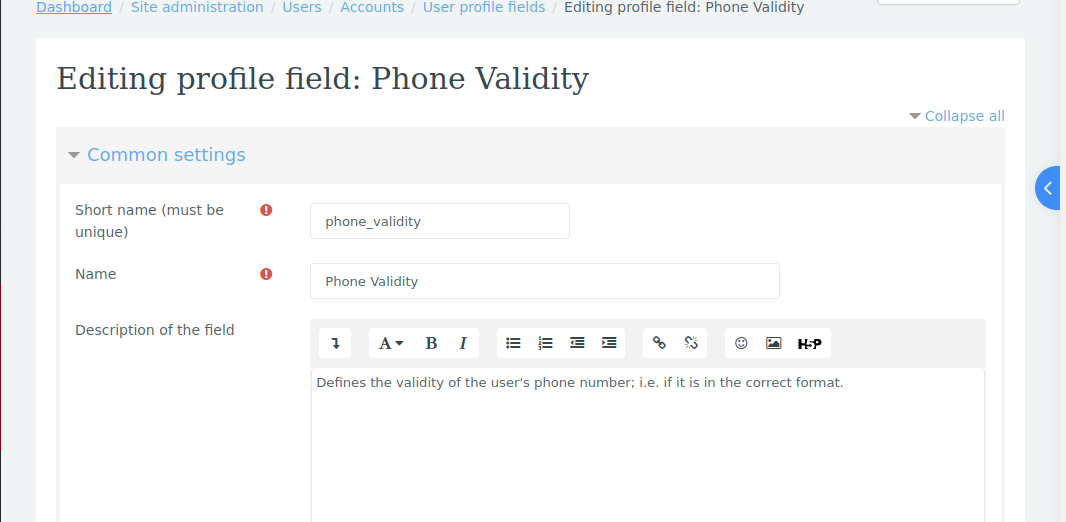 Dashboard / Site administration / Users / Accounts / User profile fields / Editing profile field: Phone Validity
Editing profile field: Phone Validity
Collapse all
Common settings
Short name (must be
unique)
phone_validity
Name
Phone Validity
Description of the field
A B I H-P
Defines the validity of the user's phone number; i.e. if it is in the correct format.